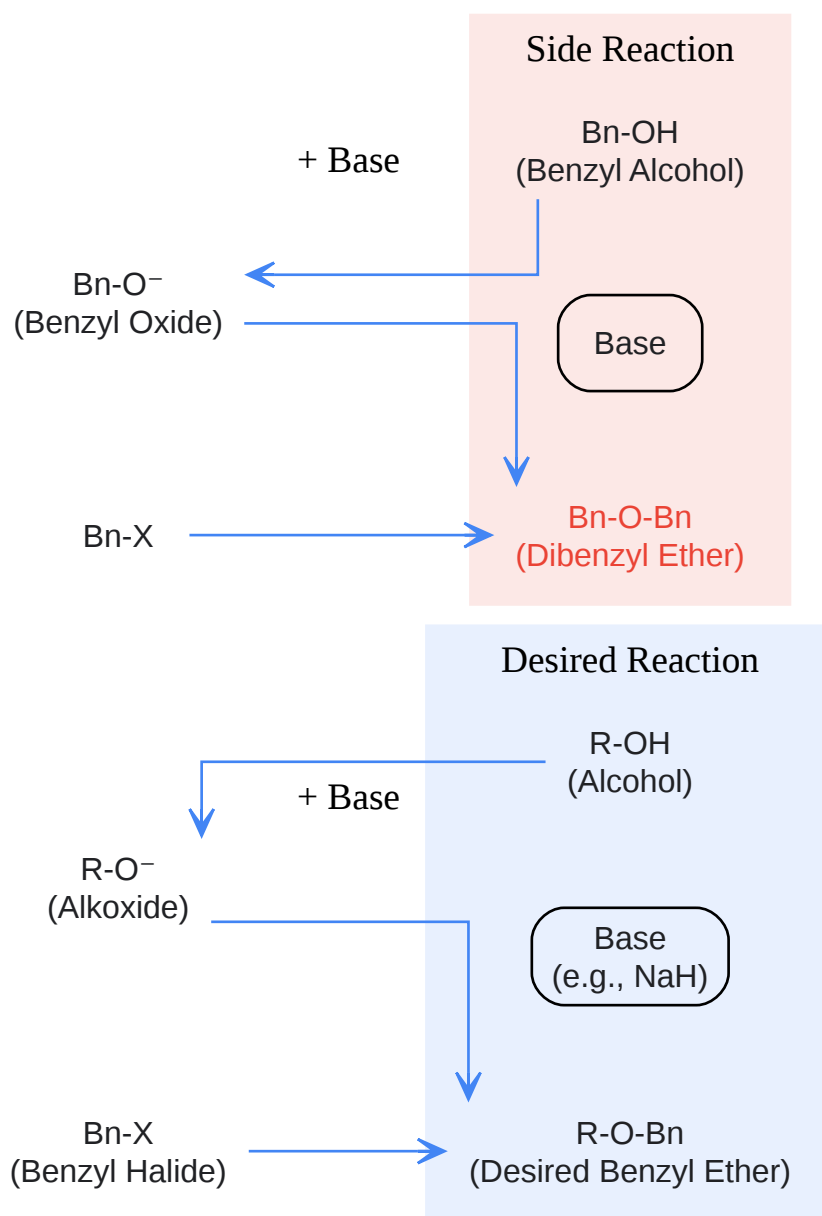 Side Reaction
Bn-OH
(Benzyl Alcohol)
+ Base
Bn-O⁻
(Benzyl Oxide)
Base
Bn-X
Bn-O-Bn
(Dibenzyl Ether)
Desired Reaction
R-OH
(Alcohol)
+ Base
R-O⁻
(Alkoxide)
Base
(e.g., NaH)
Bn-X
(Benzyl Halide)
R-O-Bn
(Desired Benzyl Ether)